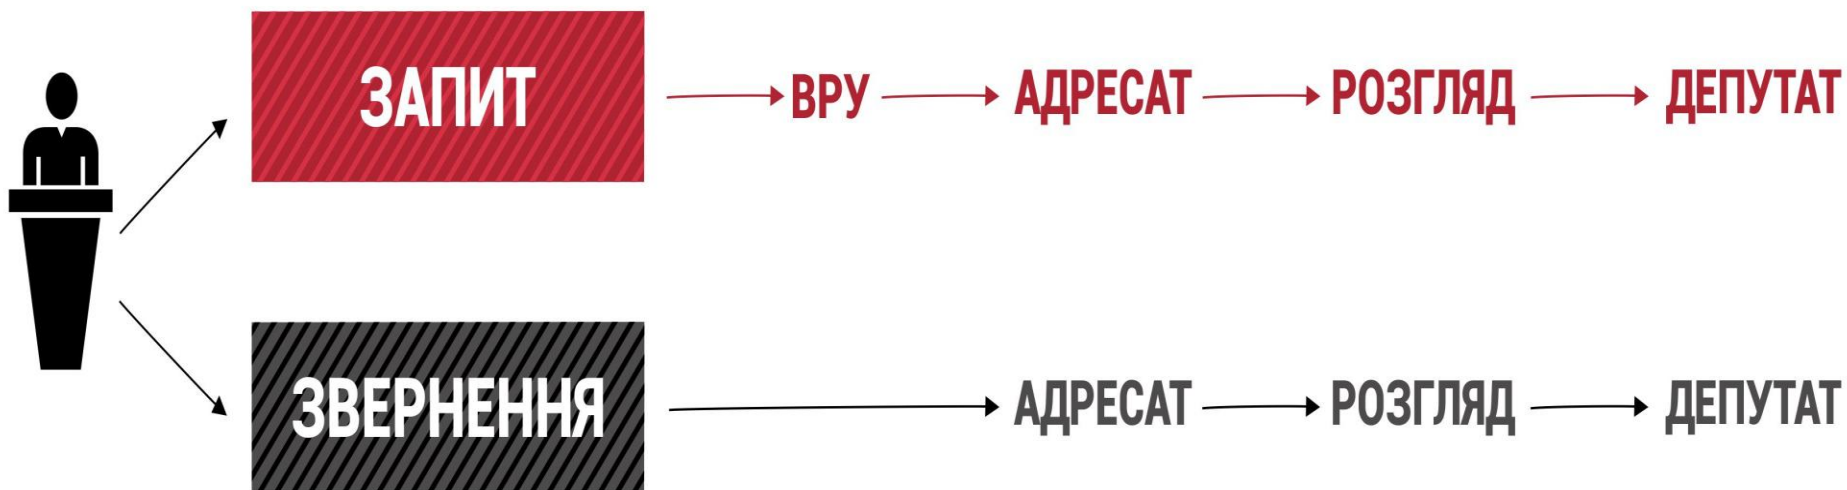 ЗАПИТ ВРУ АДРЕСАТ РОЗГЛЯД ДЕПУТАТ
ЗВЕРНЕННЯ АДРЕСАТ РОЗГЛЯД ДЕПУТАТ